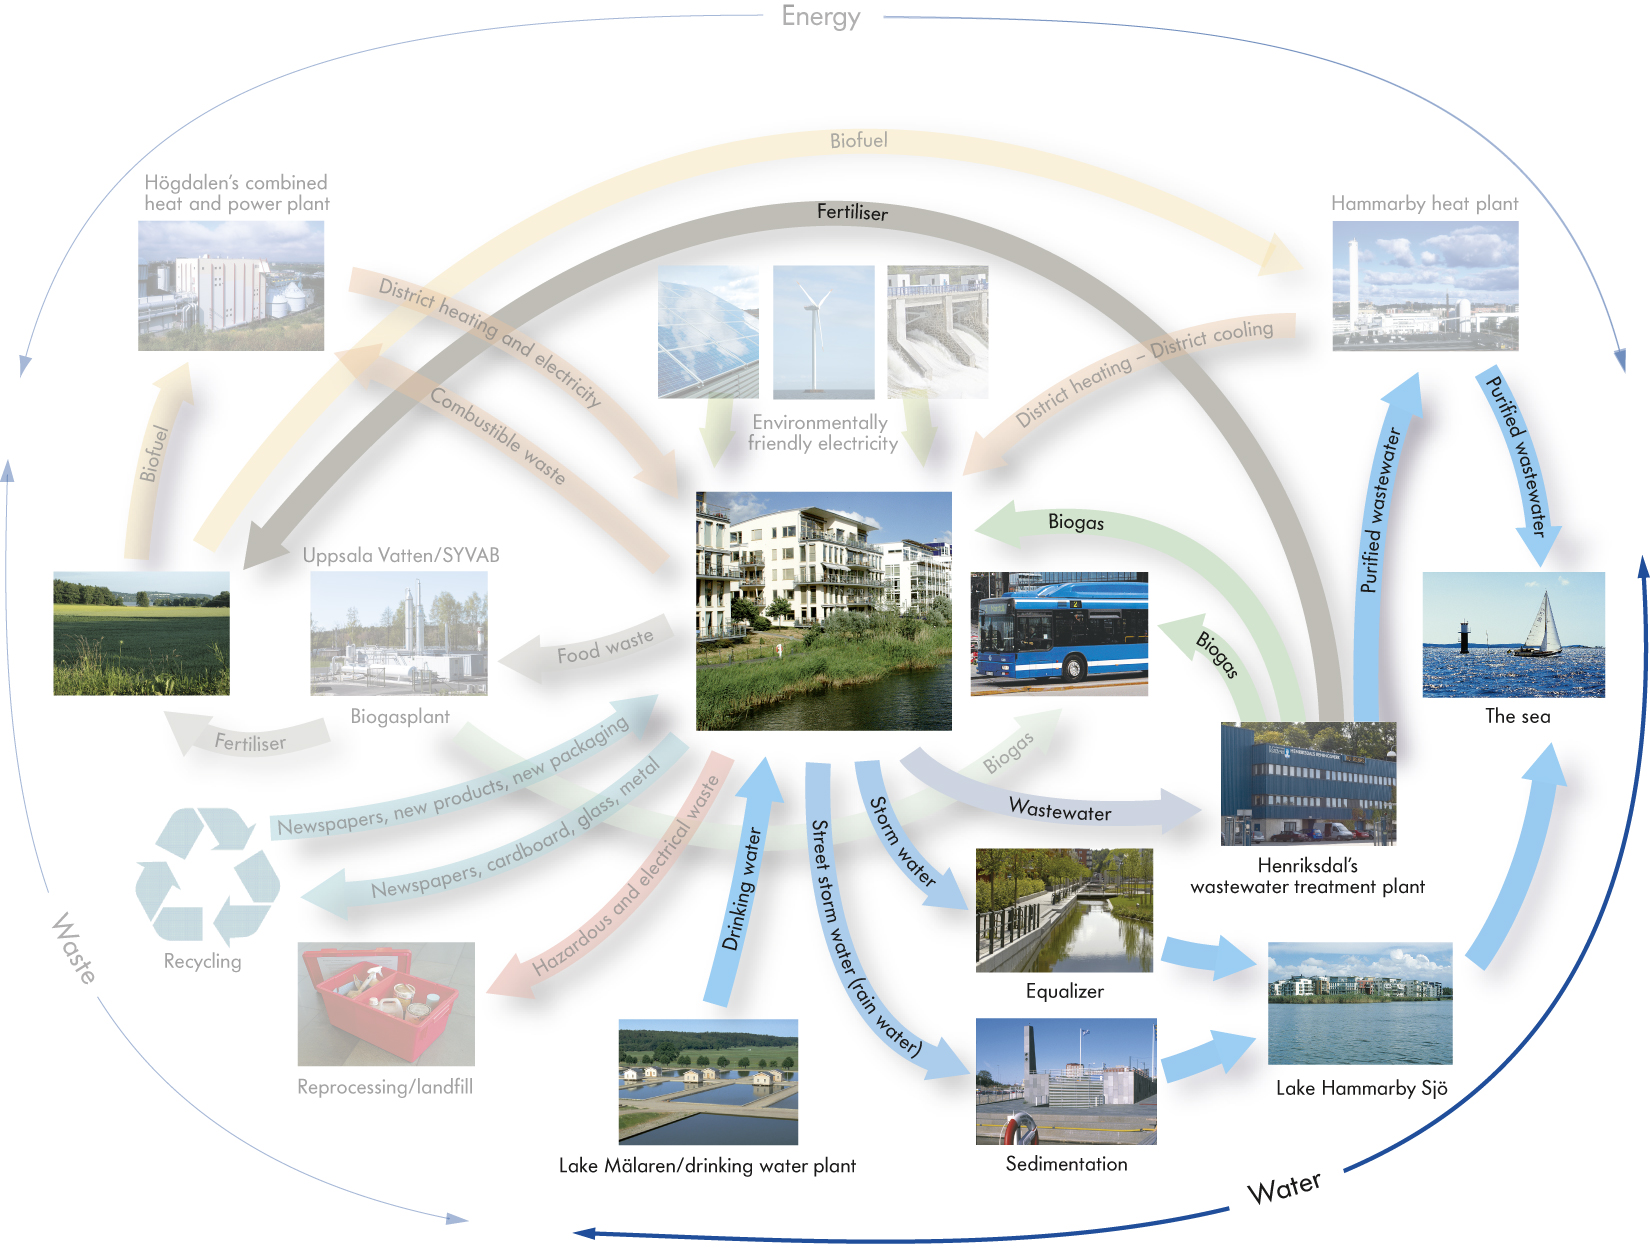 Energy
Biofuel
Högdalen's combined
heat and power plant
Fertiliser
Hammarby heat plant
District heating and electricity
District heating – District cooling
Combustible waste
Environmentally
friendly electricity
Purified wastewater
Purified wastewater
Biofuel
Biogas
Uppsala Vatten/SYVAB
Food waste
Biogas
2
Biogasplant
The sea
Fertiliser
Newspapers, new products, new packaging
Biogas
HENRIKSDALS RENINGSVERK
Newspapers, cardboard, glass, metal
Hazardous and electrical waste
Drinking water
Street storm water (rain water)
Storm water
Wastewater
Henriksdal's
wastewater treatment plant
Waste
Recycling
Equalizer
Reprocessing/landfill
Lake Hammarby Sjö
Lake Mälaren/drinking water plant
Sedimentation
Water